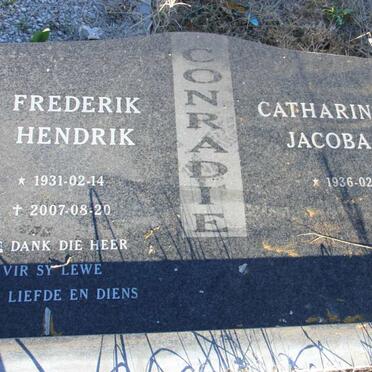 CONRADIE
FREDERIK
HENDRIK
* 1931-02-14
† 2007-08-20
DANK DIE HEER
VIR SY LEWE
LIEFDE EN DIENS
CATHARIN
JACOBA
* 1936-02